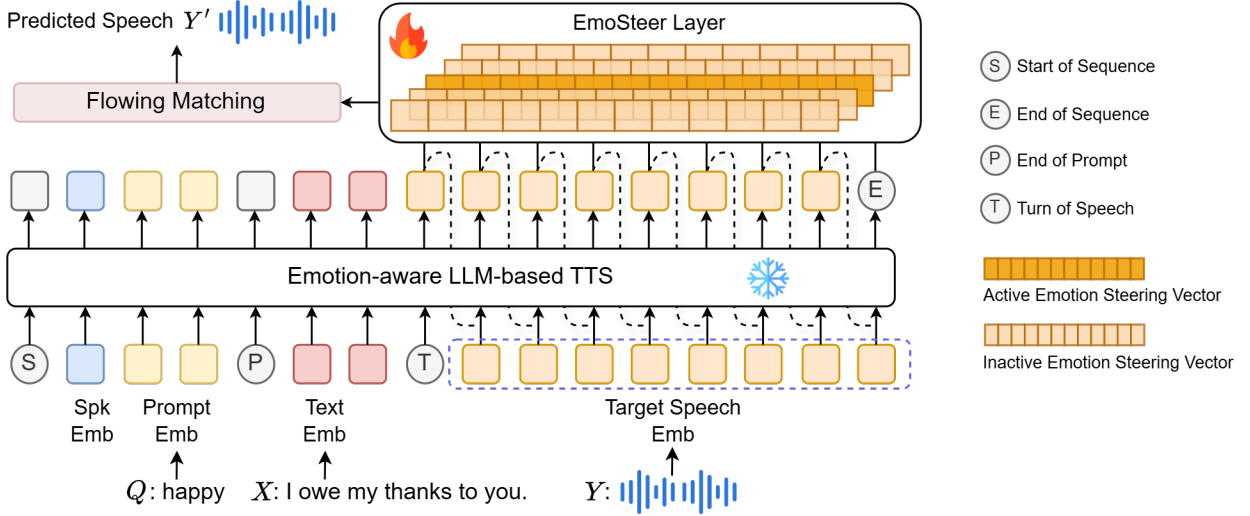 Predicted Speech Y′
EmoSteer Layer
Flowing Matching
S Start of Sequence
E End of Sequence
P End of Prompt
T Turn of Speech
E
Emotion-aware LLM-based TTS
Active Emotion Steering Vector
Inactive Emotion Steering Vector
S
P
T
Spk
Emb
Prompt
Emb
Text
Emb
Target Speech
Emb
Q: happy
X: I owe my thanks to you.
Y: